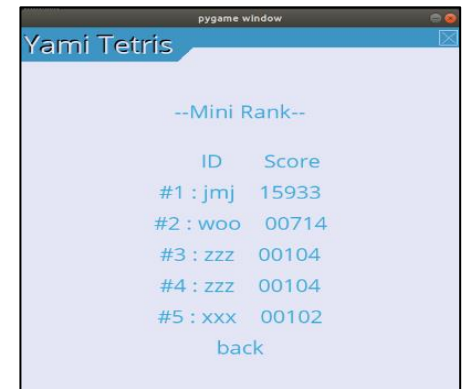 pygame window
Yami Tetris
--Mini Rank--
ID Score
#1 : jmj 15933
#2 : woo 00714
#3 : zzz 00104
#4 : zzz 00104
#5 : xxx 00102
back